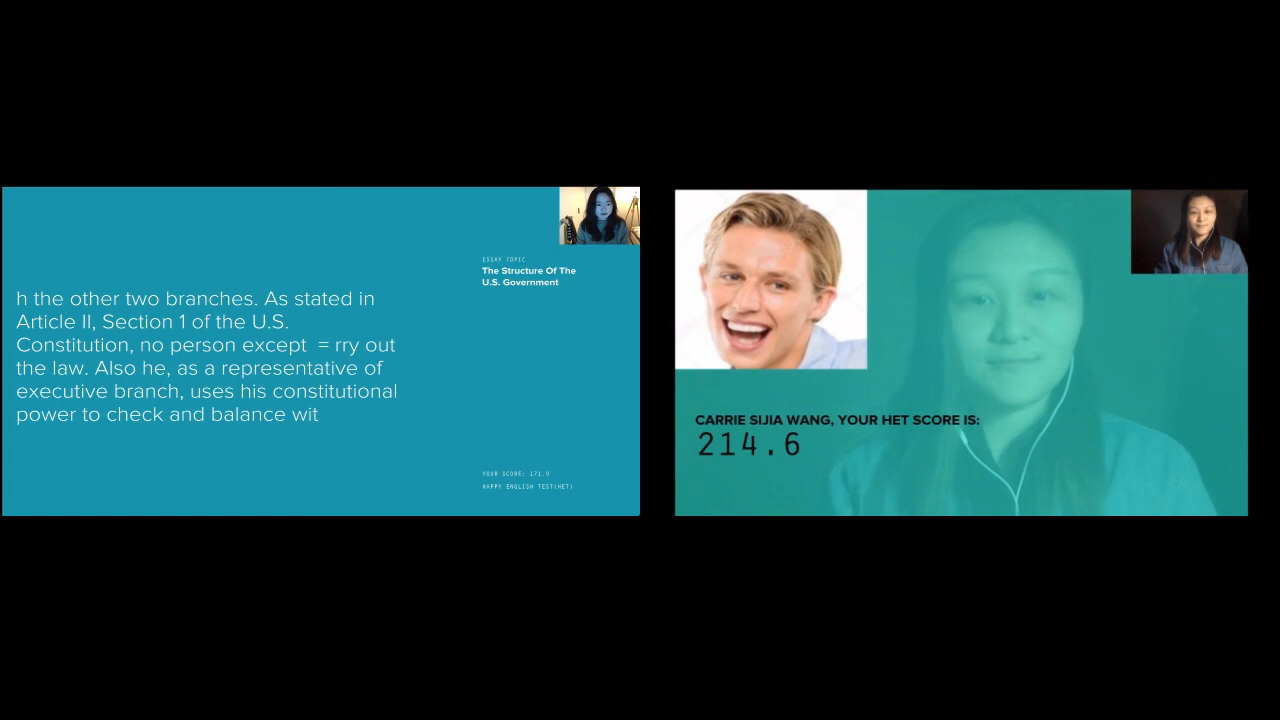 ESSAY TOPIC
The Structure Of The
U.S. Government
h the other two branches. As stated in
Article II, Section 1 of the U.S.
Constitution, no person except  = rry out
the law. Also he, as a representative of
executive branch, uses his constitutional
power to check and balance wit
YOUR SCORE: 171.9
HAPPY ENGLISH TEST(HET)
CARRIE SIJIA WANG, YOUR HET SCORE IS:
214.6